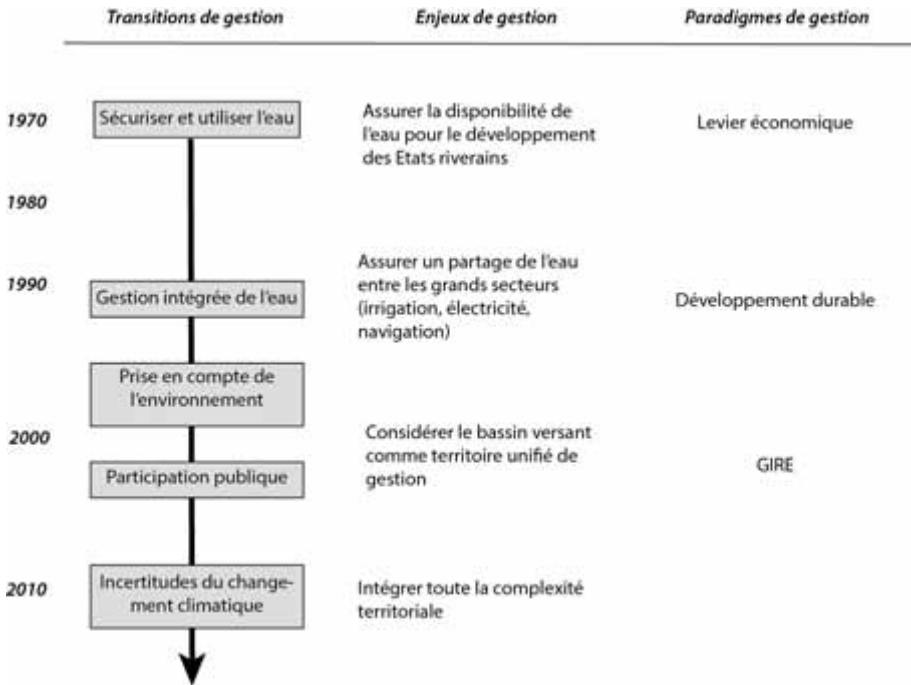 Transitions de gestion
Enjeux de gestion
Paradigmes de gestion
1970
Sécuriser et utiliser l'eau
Assurer la disponibilité de
l'eau pour le développement
des Etats riverains
Levier économique
1980
1990
Gestion intégrée de l'eau
Assurer un partage de l'eau
entre les grands secteurs
(irrigation, électricité,
navigation)
Développement durable
Prise en compte de
l'environnement
2000
Participation publique
Considérer le bassin versant
comme territoire unifié de
gestion
GIRE
2010
Incertitudes du change-
ment climatique
Intégrer toute la complexité
territoriale